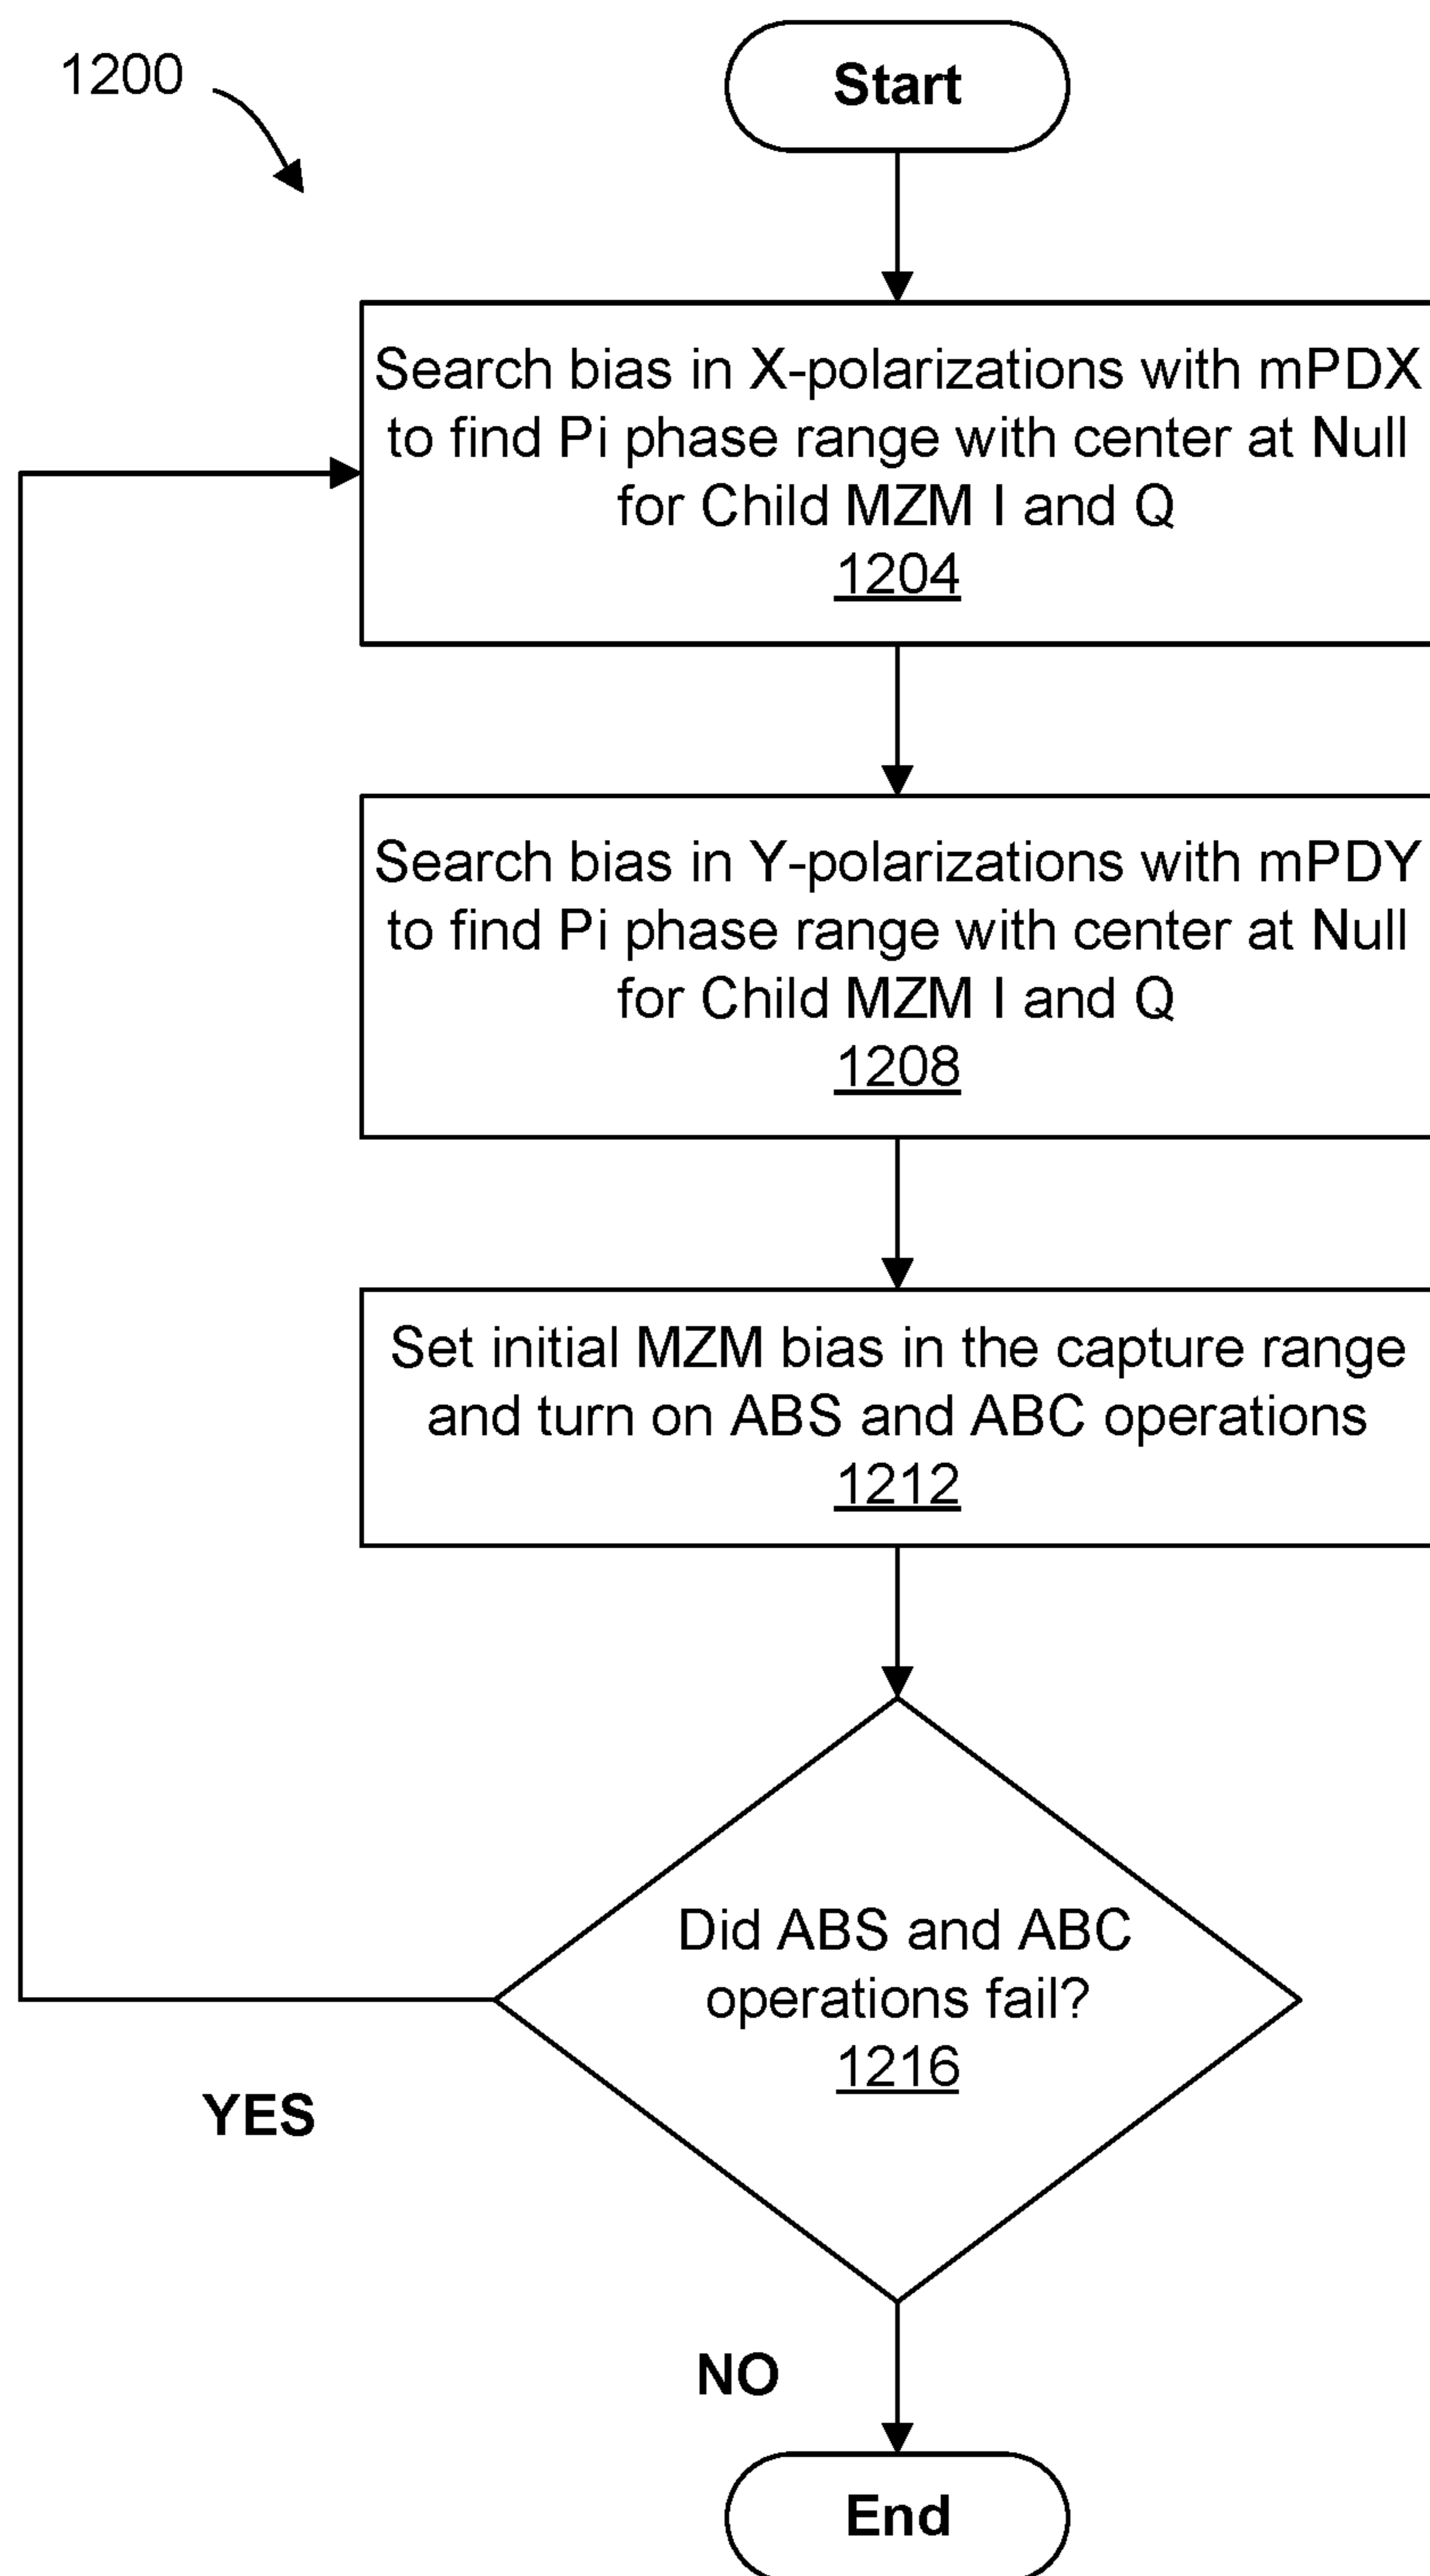 1200
Start
Search bias in X-polarizations with mPDX
to find Pi phase range with center at Null
for Child MZM I and Q
1204
Search bias in Y-polarizations with mPDY
to find Pi phase range with center at Null
for Child MZM I and Q
1208
Set initial MZM bias in the capture range
and turn on ABS and ABC operations
1212
Did ABS and ABC
operations fail?
1216
YES
NO
End